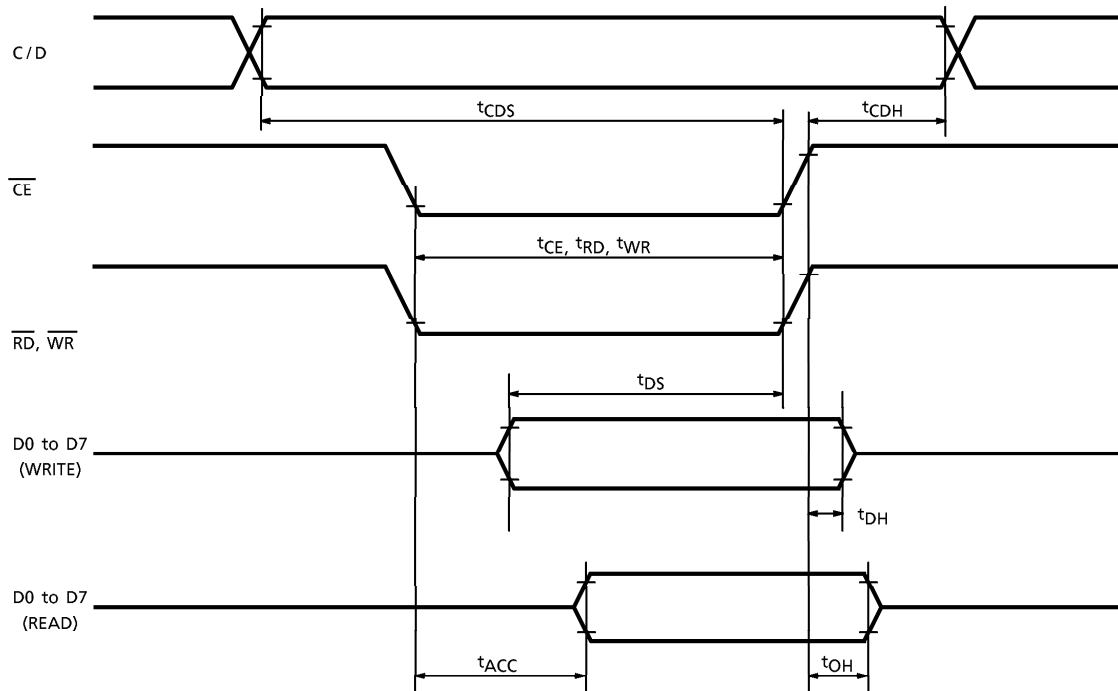 C/D
tCDS
tCDH
CE
tCE, tRD, tWR
RD, WR
tDS
D0 to D7
(WRITE)
tDH
D0 to D7
(READ)
tACC
tOH